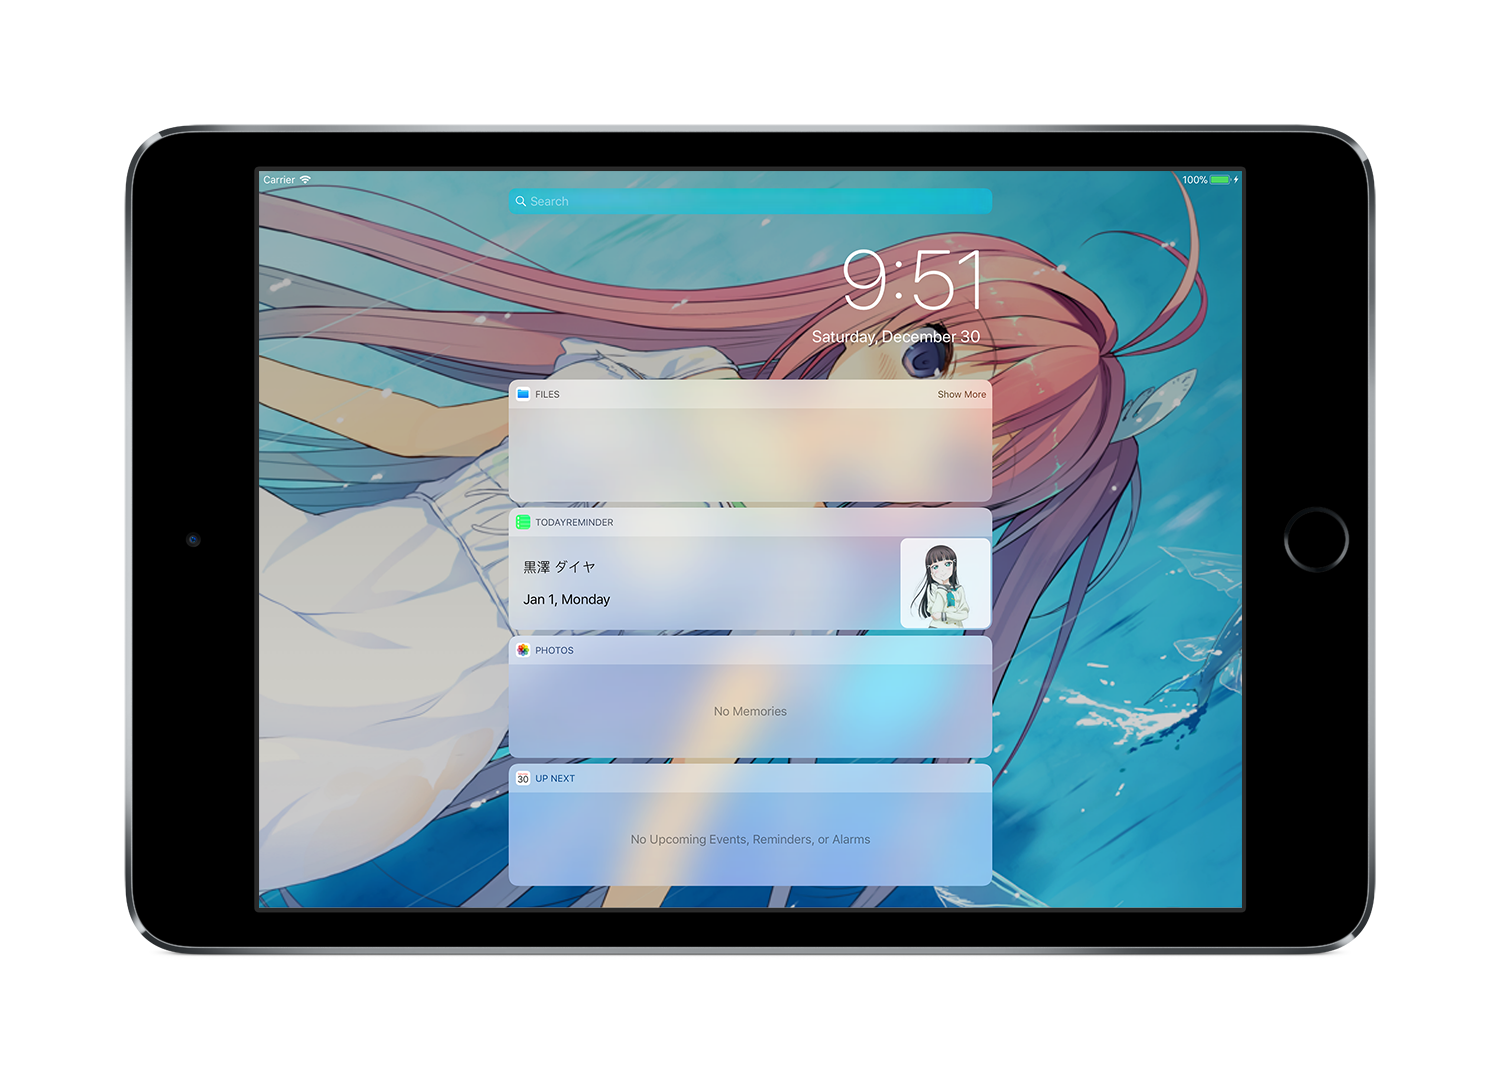 Carrier
100%
Search
9:51
Saturday, December 30
FILES
Show More
TODAYREMINDER
黒澤 ダイヤ
Jan 1, Monday
PHOTOS
No Memories
30
UP NEXT
No Upcoming Events, Reminders, or Alarms